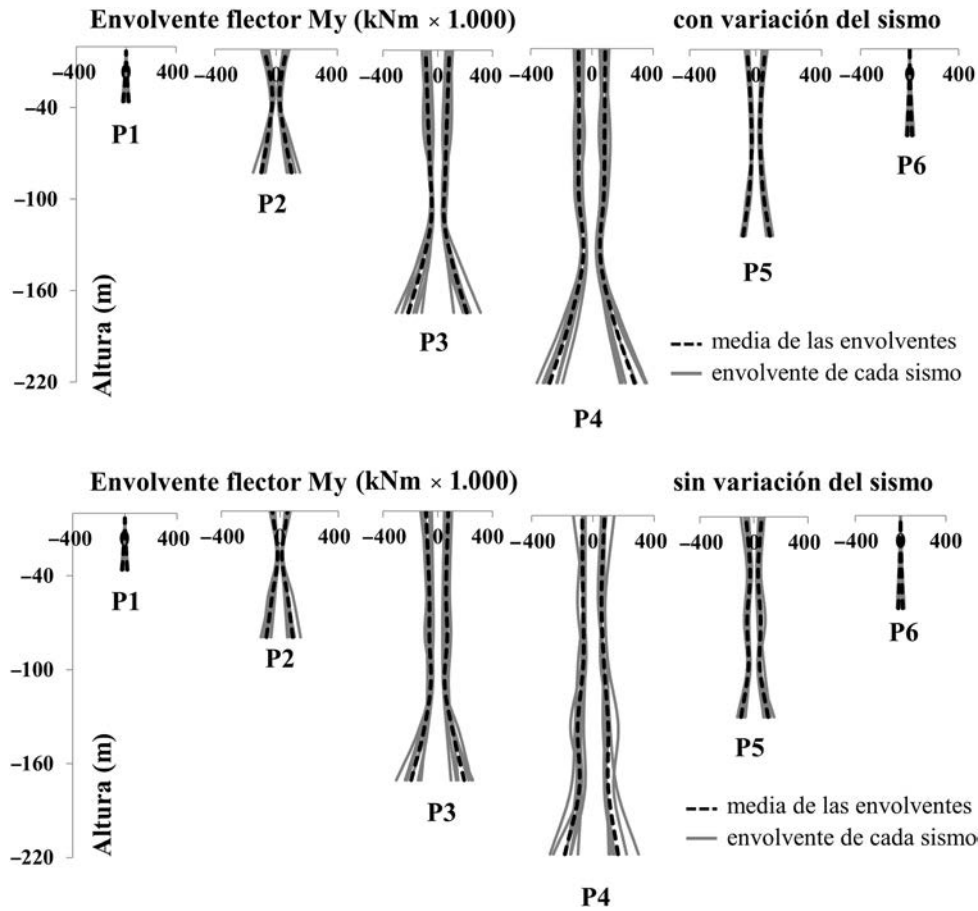 Envolvente flector My (kNm × 1.000) con variación del sismo
−400 400 −400 400 −400 400 −400 0 400 −400 0 400 −400 400
−40
P1
P6
−100
P2
P5
Altura (m)
−160
P3
media de las envolventes
envolvente de cada sismo
−220
P4
Envolvente flector My (kNm × 1.000) sin variación del sismo
−400 400 −400 0 400 −400 0 400 −400 0 400 −400 0 400 −400 400
−40
P1
P6
P2
−100
P5
Altura (m)
−160
P3
media de las envolventes
envolvente de cada sismo
−220
P4